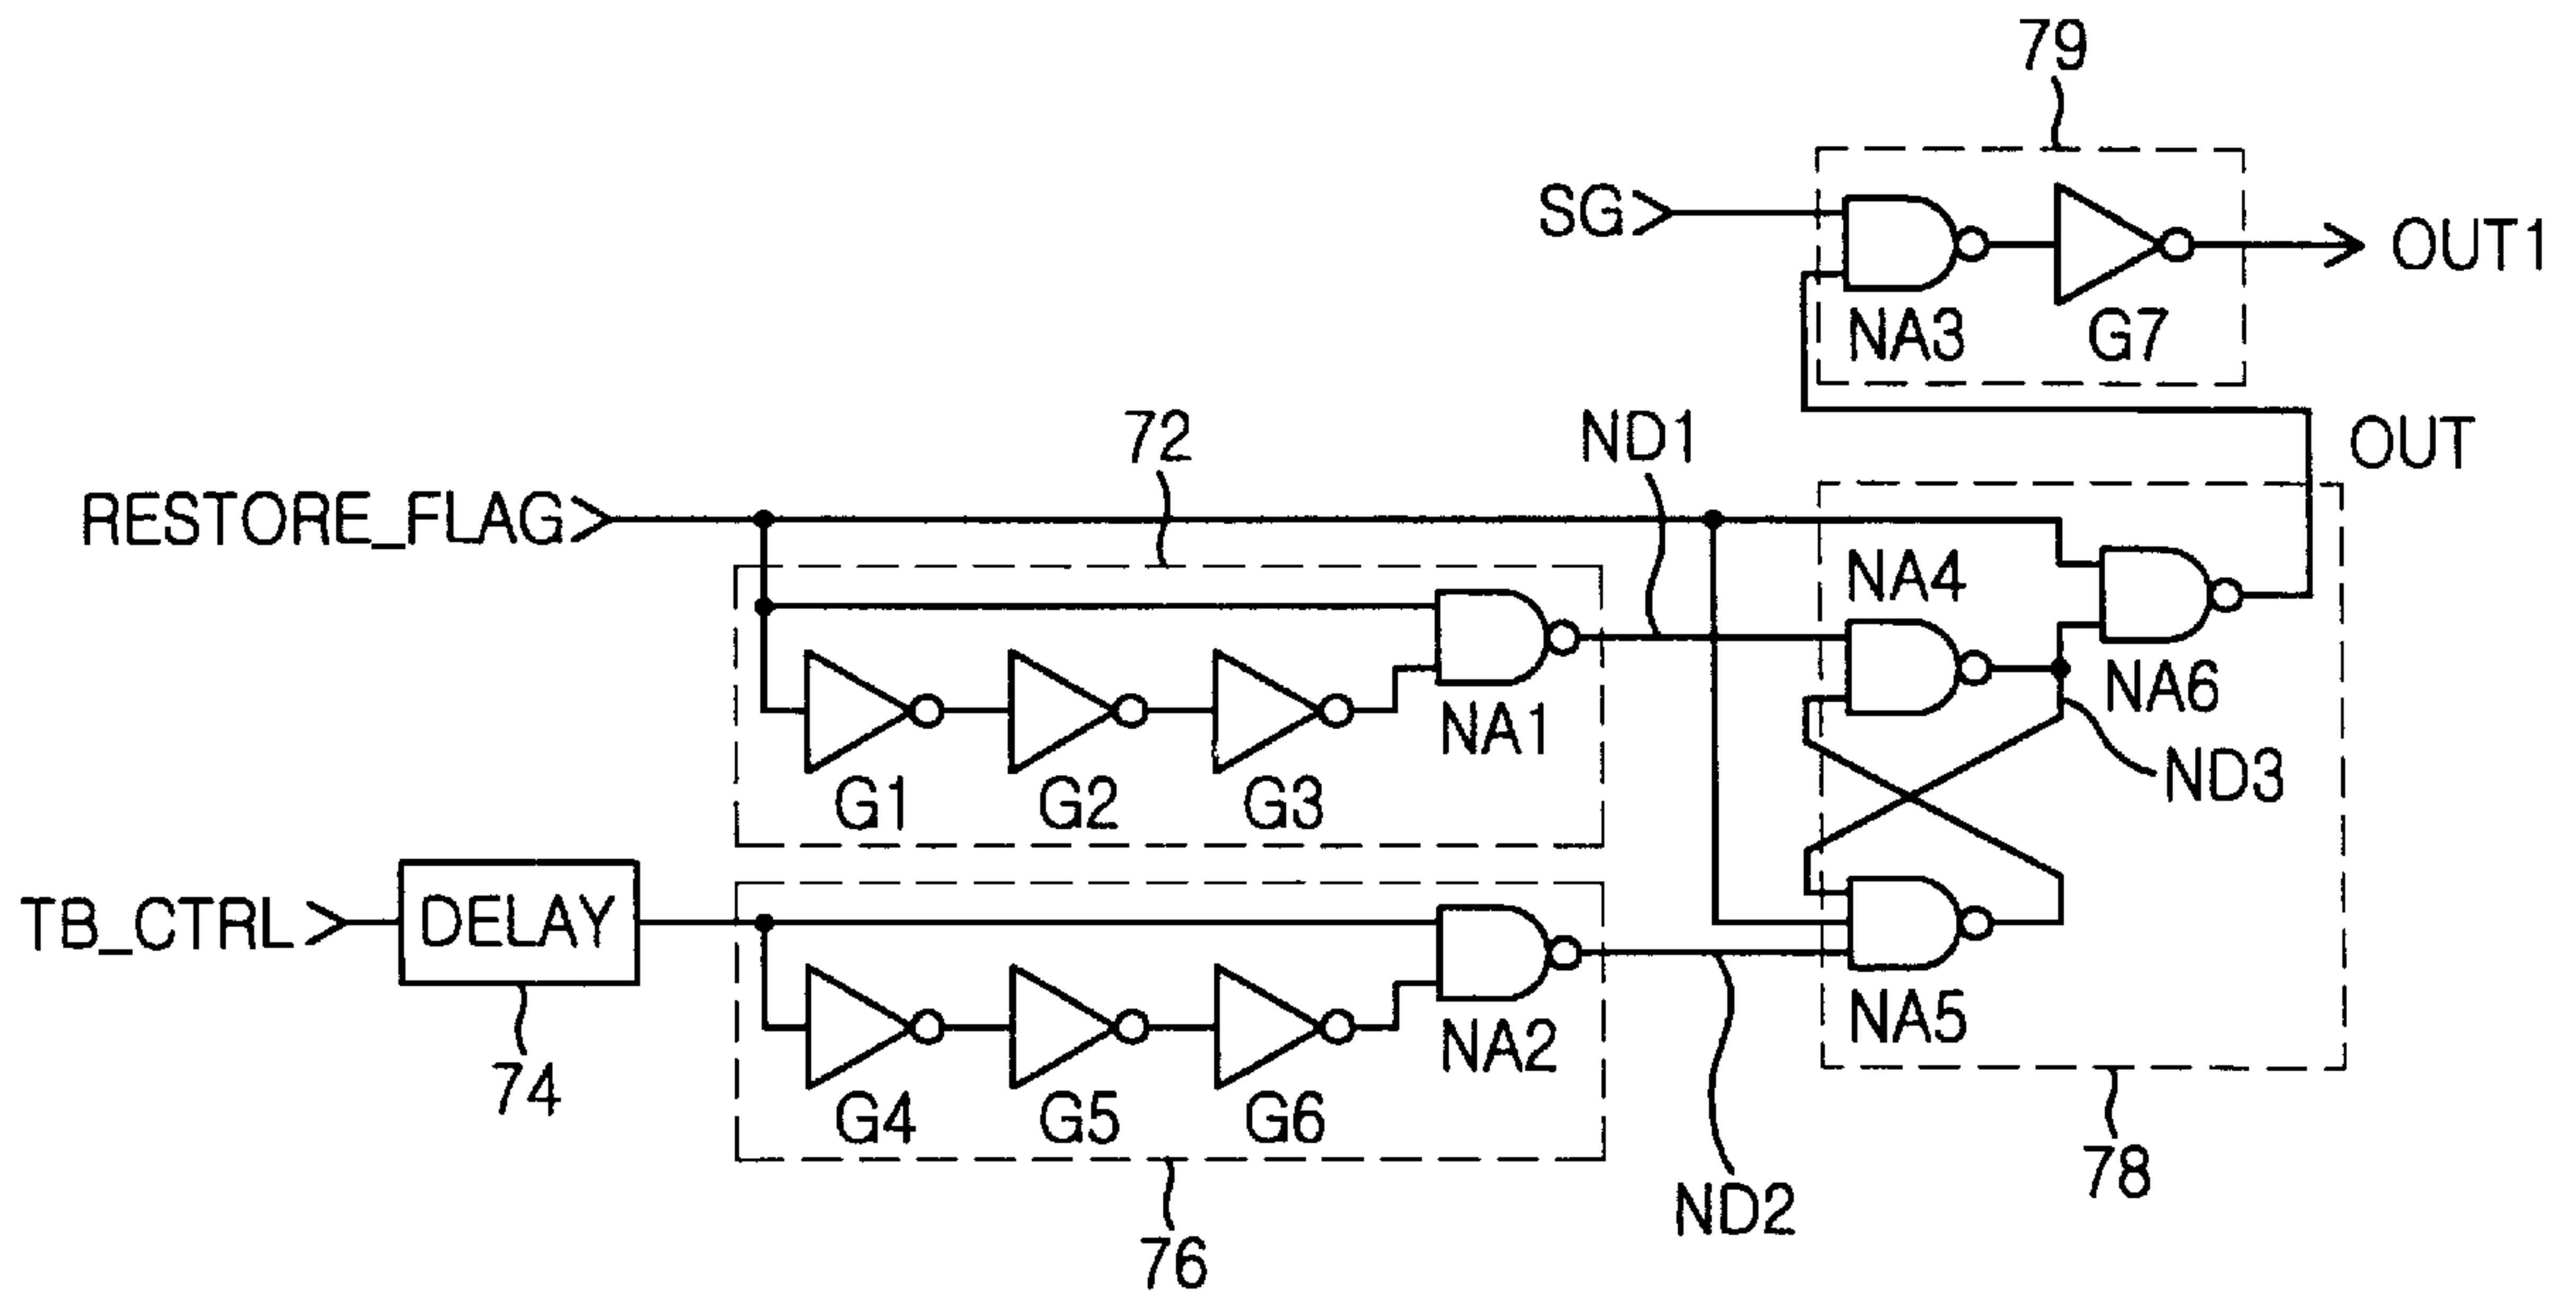 79
SG
OUT1
NA3
G7
72
ND1
OUT
RESTORE_FLAG
NA4
NA6
NA1
ND3
G1
G2
G3
TB_CTRL
DELAY
NA5
NA2
74
G4
G5
G6
78
ND2
76